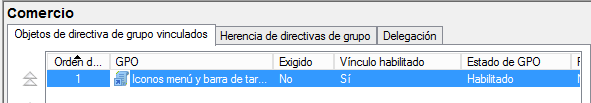 Comercio
Objetos de directiva de grupo vinculados Herencia de directivas de grupo Delegación
Orden d... GPO Exigido Vínculo habilitado Estado de GPO
1 Iconos menú y barra de tar... No Sí Habilitado